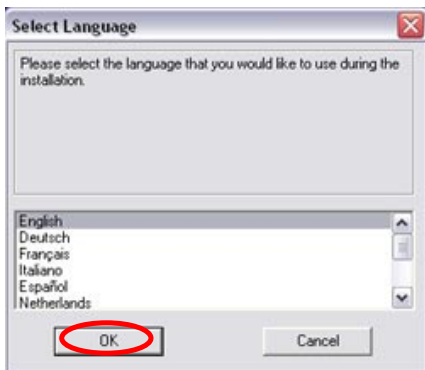 Select Language
Please select the language that you would like to use during the
installation.
English
Deutsch
Français
Italiano
Español
Netherlands
OK
Cancel